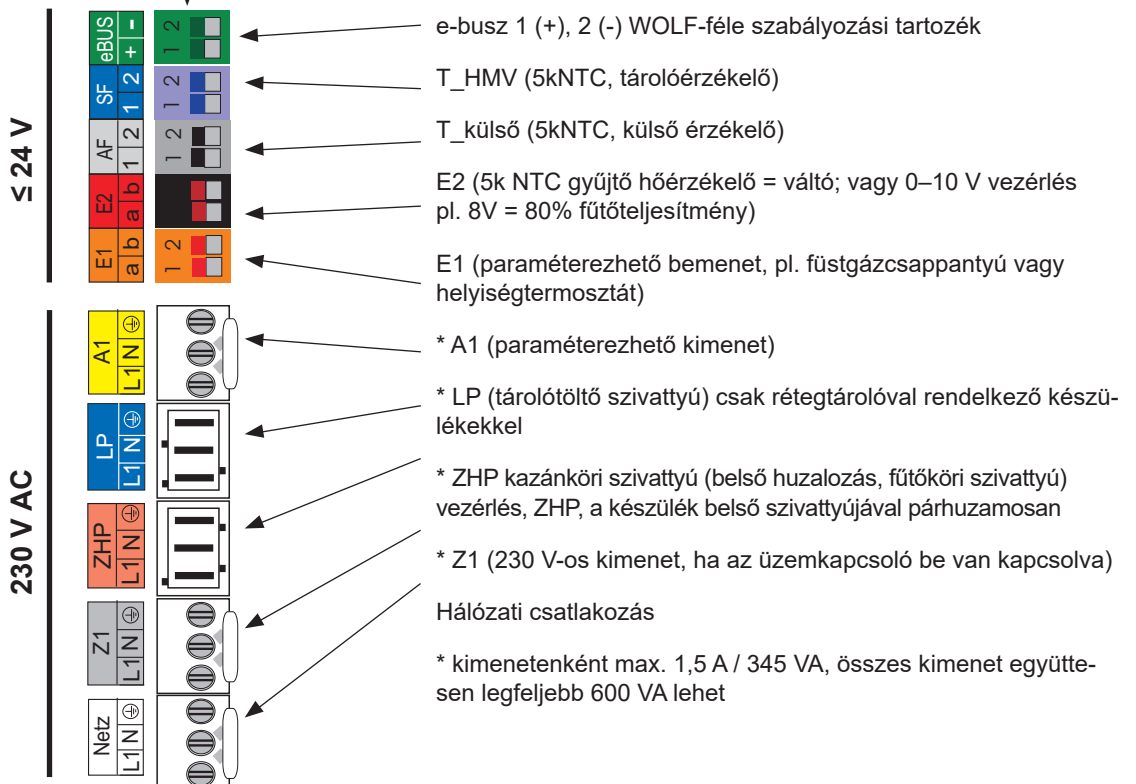 ≤ 24 V
230 V AC
eBUS
+ -
1 2
SF
1 2
1 2
AF
1 2
1 2
E2
a b
E1
a b
1 2
A1
L1 N
LP
L1 N
ZHP
L1 N
Z1
L1 N
Netz
L1 N
e-busz 1 (+), 2 (-) WOLF-féle szabályozási tartozék
T_HMV (5kNTC, tárolóérzékelő)
T_külső (5kNTC, külső érzékelő)
E2 (5k NTC gyűjtő hőérzékelő = váltó; vagy 0–10 V vezérlés
pl. 8V = 80% fűtőteljesítmény)
E1 (paraméterezhető bemenet, pl. füstgázcsappantyú vagy
helyiségtermosztát)
* A1 (paraméterezhető kimenet)
* LP (tárolótöltő szivattyú) csak rétegtárolóval rendelkező készü-
lékekkel
* ZHP kazánköri szivattyú (belső huzalozás, fűtőköri szivattyú)
vezérlés, ZHP, a készülék belső szivattyújával párhuzamosan
* Z1 (230 V-os kimenet, ha az üzemkapcsoló be van kapcsolva)
Hálózati csatlakozás
* kimenetenként max. 1,5 A / 345 VA, összes kimenet együtte-
sen legfeljebb 600 VA lehet